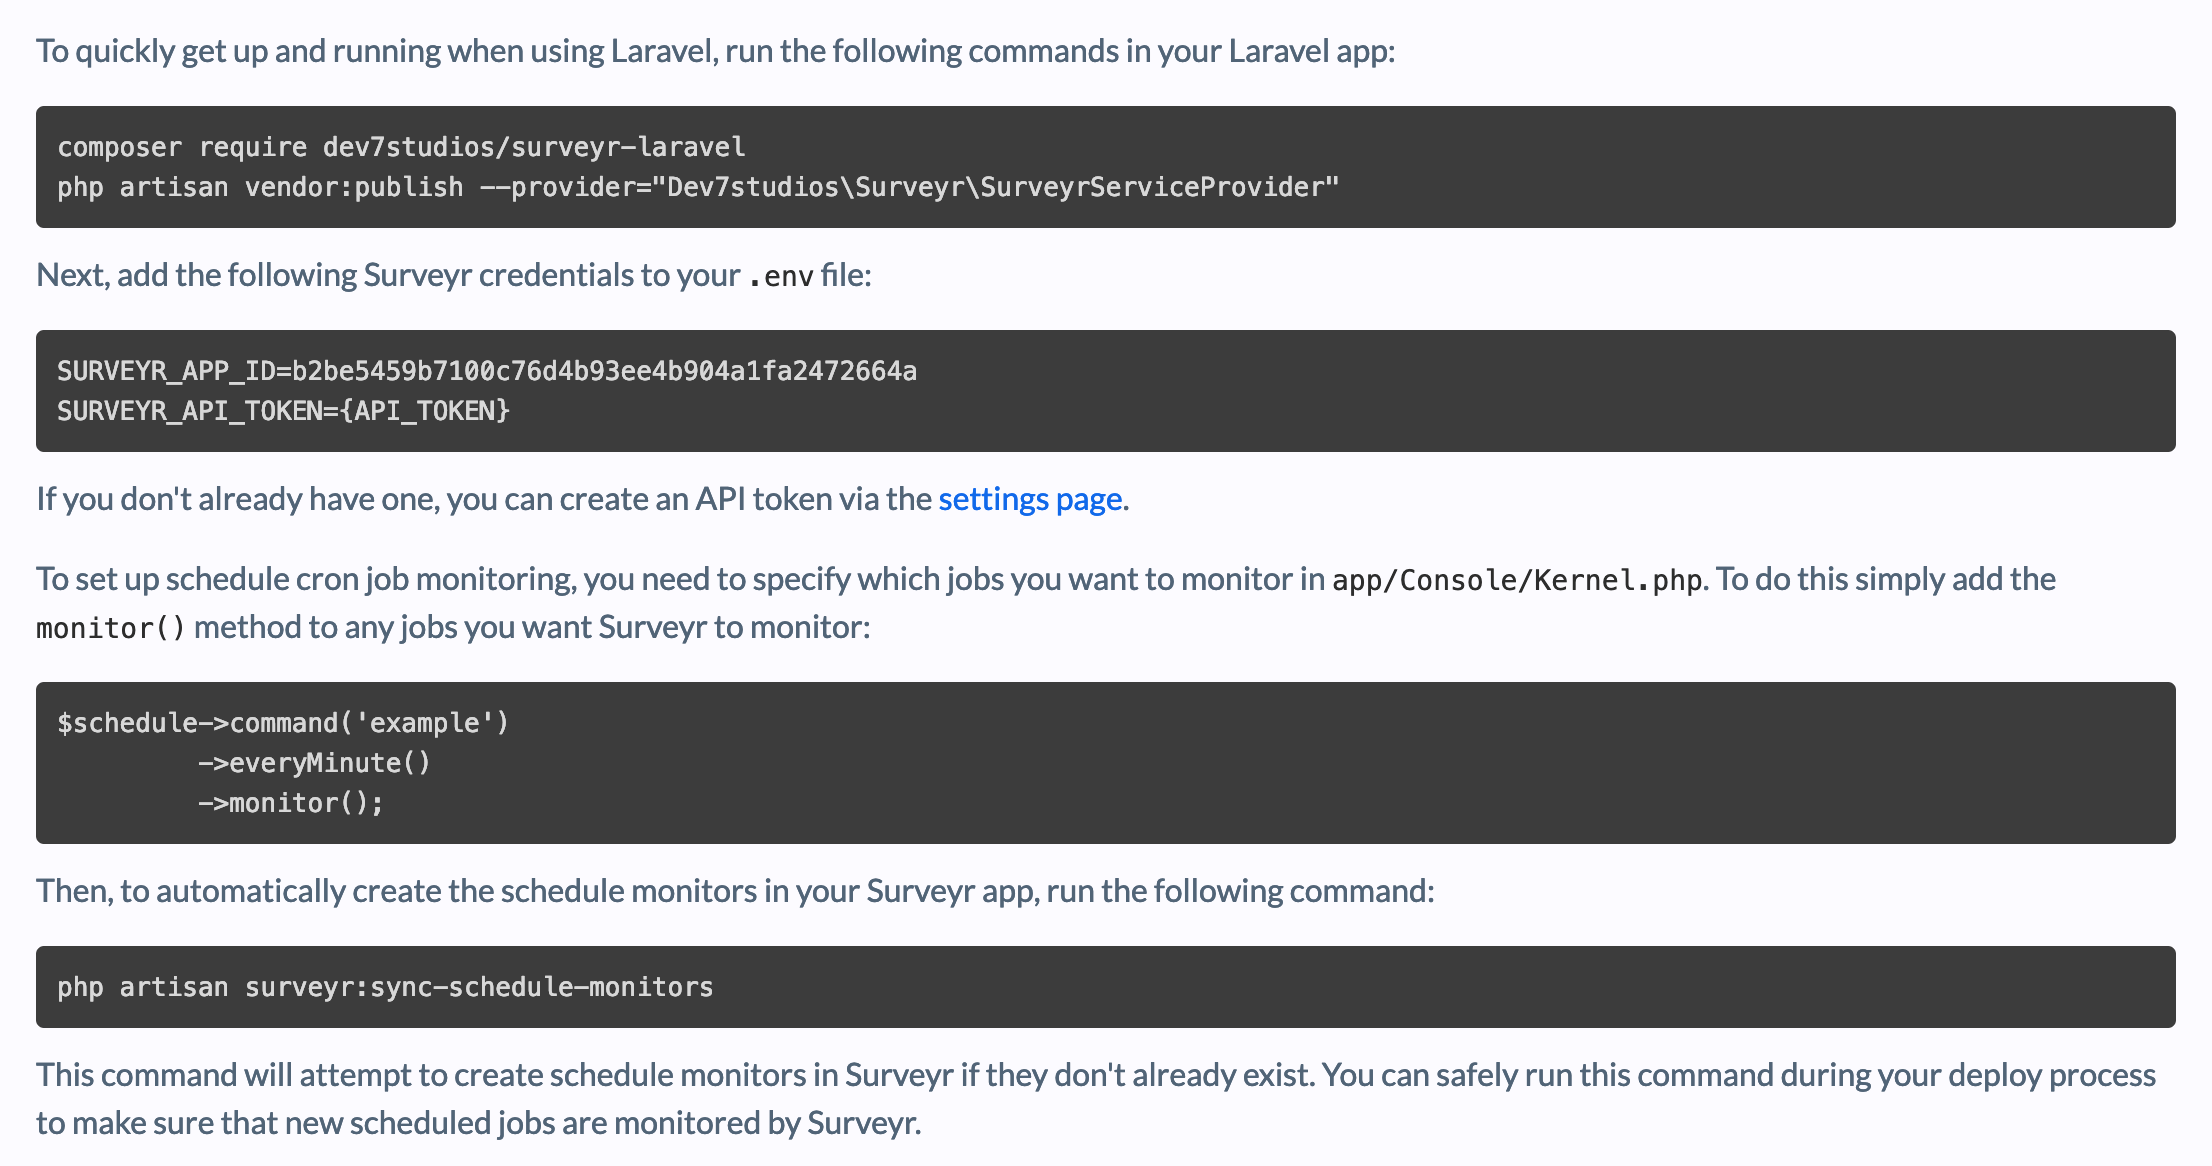 To quickly get up and running when using Laravel, run the following commands in your Laravel app:
composer require dev7studios/surveyr-laravel
php artisan vendor:publish --provider="Dev7studios\Surveyr\SurveyrServiceProvider"
Next, add the following Surveyr credentials to your .env file:
SURVEYR_APP_ID=b2be5459b7100c76d4b93ee4b904a1fa2472664a
SURVEYR_API_TOKEN={API_TOKEN}
If you don't already have one, you can create an API token via the settings page.
To set up schedule cron job monitoring, you need to specify which jobs you want to monitor in app/Console/Kernel.php. To do this simply add the
monitor() method to any jobs you want Surveyr to monitor:
$schedule->command('example')
         ->everyMinute()
         ->monitor();
Then, to automatically create the schedule monitors in your Surveyr app, run the following command:
php artisan surveyr:sync-schedule-monitors
This command will attempt to create schedule monitors in Surveyr if they don't already exist. You can safely run this command during your deploy process
to make sure that new scheduled jobs are monitored by Surveyr.